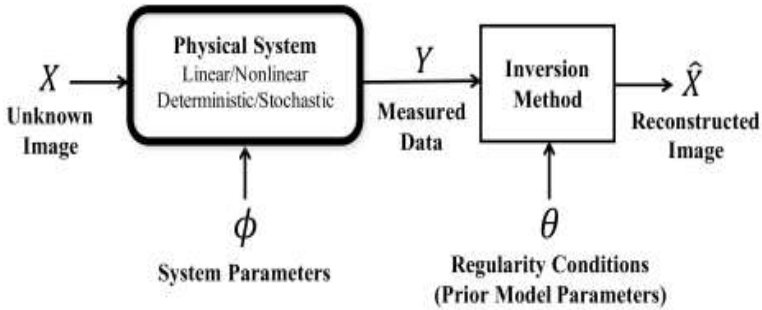 Physical System
Linear/Nonlinear
Deterministic/Stochastic
X
Unknown
Image
Y
Measured
Data
Inversion
Method
X̂
Reconstructed
Image
ϕ
System Parameters
θ
Regularity Conditions
(Prior Model Parameters)